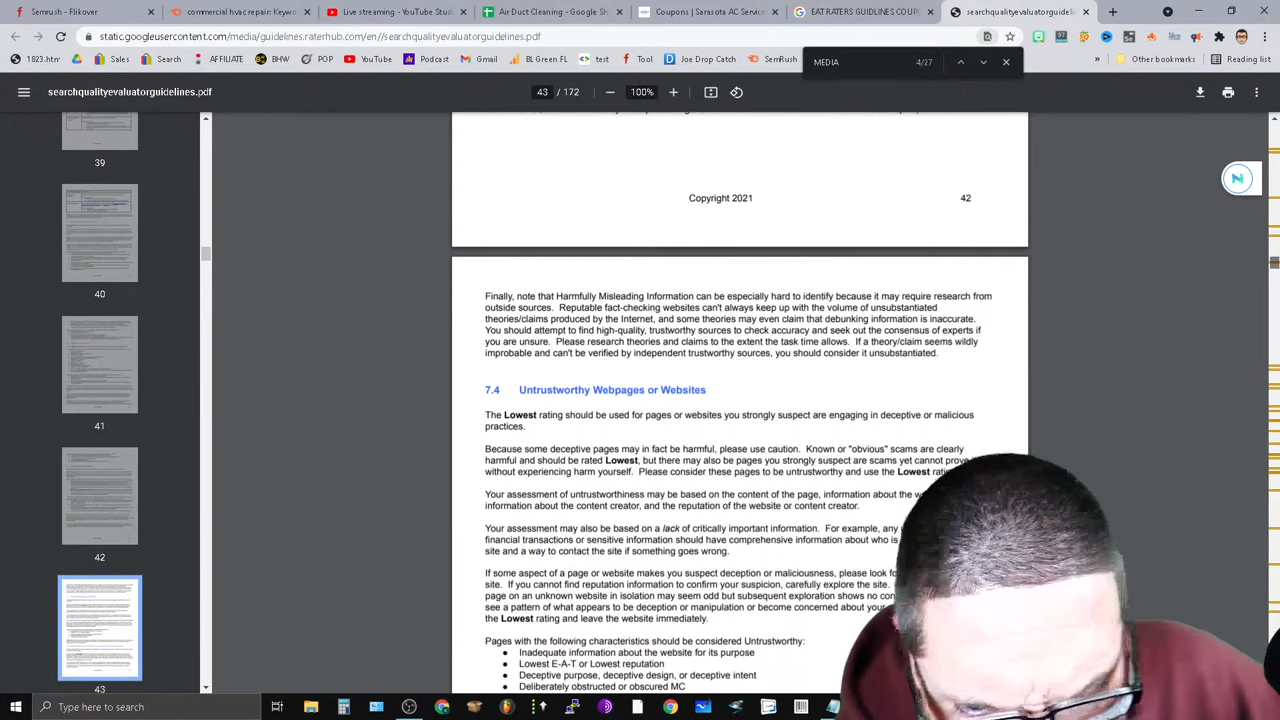 Semrush - Flikover
commercial hvac repair: Keywo
Live streaming - YouTube Studio
Air Duct Cleaning - Google Sh
Coupons | Sarasota AC Services
EAT RATERS GUIDLINES COUPO
searchqualityevaluatorguideline
static.googleusercontent.com/media/guidelines.raterhub.com/en//searchqualityevaluatorguidelines.pdf
1823.htm
Sales
Search
AFFILIATE
BHW
POP
YouTube
Podcast
Gmail
BL Green FL
test
Tool
Joe Drop Catch
SemRush
Other bookmarks
Reading list
MEDIA 4/27
searchqualityevaluatorguidelines.pdf
43 / 172
100%
39
40
41
42
43
Copyright 2021 42
Finally, note that Harmfully Misleading Information can be especially hard to identify because it may require research from
outside sources. Reputable fact-checking websites can't always keep up with the volume of unsubstantiated
theories/claims produced by the Internet, and some theories may even claim that debunking information is inaccurate.
You should attempt to find high-quality, trustworthy sources to check accuracy and seek out the consensus of experts if
you are unsure. Please research theories and claims to the extent the task time allows. If a theory/claim seems wildly
improbable and can't be verified by independent trustworthy sources, you should consider it unsubstantiated.
7.4 Untrustworthy Webpages or Websites
The Lowest rating should be used for pages or websites you strongly suspect are engaging in deceptive or malicious
practices.
Because some deceptive pages may in fact be harmful, please use caution. Known or "obvious" scams are clearly
harmful and should be rated Lowest, but there may also be pages you strongly suspect are scams yet cannot prove
without experiencing harm yourself. Please consider these pages to be untrustworthy and use the Lowest
Your assessment of untrustworthiness may be based on the content of the page, information about the
information about the content creator, and the reputation of the website or content creator.
Your assessment may also be based on a lack of critically important information. For example, any
financial transactions or sensitive information should have comprehensive information about who is
site and a way to contact the site if something goes wrong.
If some aspect of a page or website makes you suspect deception or maliciousness, please look
site. If you cannot find reputation information to confirm your suspicion, carefully explore the site.
page on an unknown website in isolation may seem odd but subsequent exploration shows no
see a pattern of what appears to be deception or manipulation or become concerned about
the Lowest rating and leave the website immediately.
Pages with the following characteristics should be considered Untrustworthy:
● Inadequate information about the website for its purpose
● Lowest E-A-T or Lowest reputation
● Deceptive purpose, deceptive design, or deceptive intent
● Deliberately obstructed or obscured MC
Type here to search